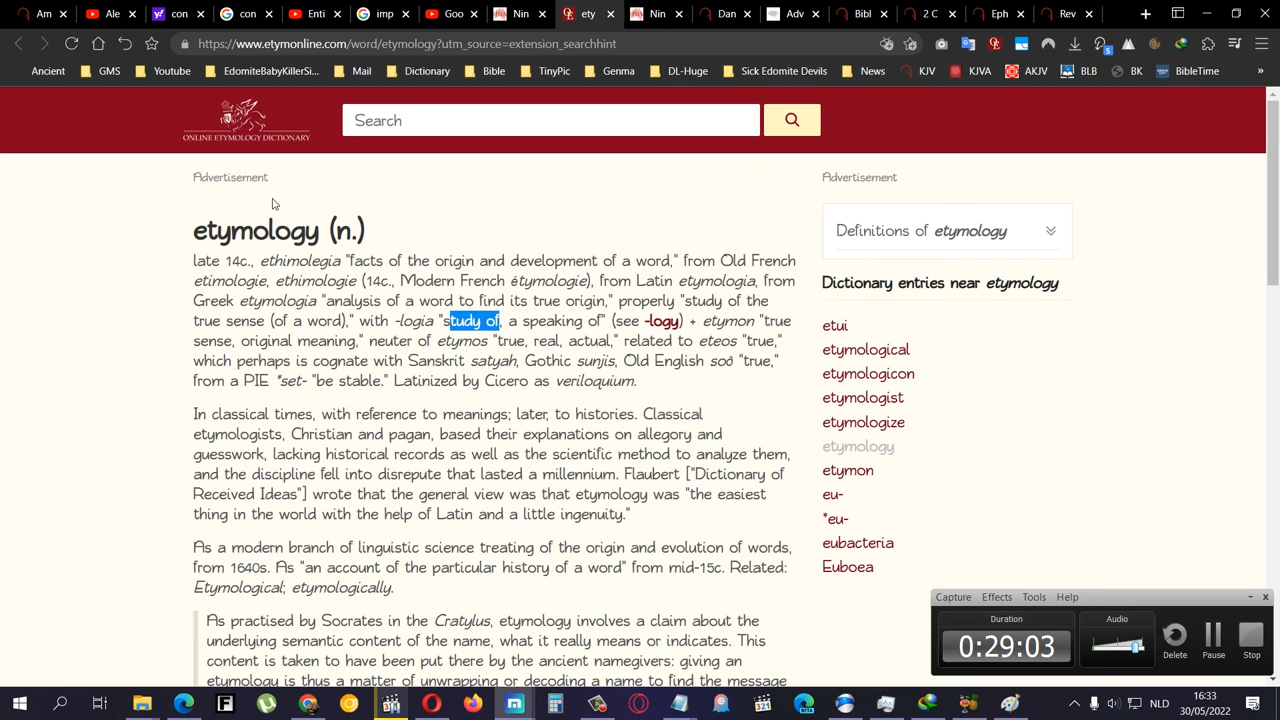 Ale
con
con
Enti
imp
Goo
Nin
ety
Nin
Dan
Adv
Bibl
2 C
Eph
Rev
https://www.etymonline.com/word/etymology?utm_source=extension_searchhint
Ancient GMS Youtube EdomiteBabyKillerSi... Mail Dictionary Bible TinyPic Genma DL-Huge Sick Edomite Devils News KJV KJVA AKJV BLB BK BibleTime »
ONLINE ETYMOLOGY DICTIONARY
Search
Advertisement
etymology (n.)
late 14c., ethimolegia "facts of the origin and development of a word," from Old French
etimologie, ethimologie (14c., Modern French étymologie), from Latin etymologia, from
Greek etymologia "analysis of a word to find its true origin," properly "study of the
true sense (of a word)," with -logia "study of, a speaking of" (see -logy) + etymon "true
sense, original meaning," neuter of etymos "true, real, actual," related to eteos "true,"
which perhaps is cognate with Sanskrit satyah, Gothic sunjis, Old English soð "true,"
from a PIE *set- "be stable." Latinized by Cicero as veriloquium.
In classical times, with reference to meanings; later, to histories. Classical
etymologists, Christian and pagan, based their explanations on allegory and
guesswork, lacking historical records as well as the scientific method to analyze them,
and the discipline fell into disrepute that lasted a millennium. Flaubert ["Dictionary of
Received Ideas"] wrote that the general view was that etymology was "the easiest
thing in the world with the help of Latin and a little ingenuity."
As a modern branch of linguistic science treating of the origin and evolution of words,
from 1640s. As "an account of the particular history of a word" from mid-15c. Related:
Etymological; etymologically.
As practised by Socrates in the Cratylus, etymology involves a claim about the
underlying semantic content of the name, what it really means or indicates. This
content is taken to have been put there by the ancient namegivers: giving an
etymology is thus a matter of unwrapping or decoding a name to find the message
Advertisement
Definitions of etymology
Dictionary entries near etymology
etui
etymological
etymologicon
etymologist
etymologize
etymology
etymon
eu-
*eu-
eubacteria
Euboea
Capture Effects Tools Help
Duration
0:29:03
Audio
Delete Pause Stop
321
NLD
16:33
30/05/2022